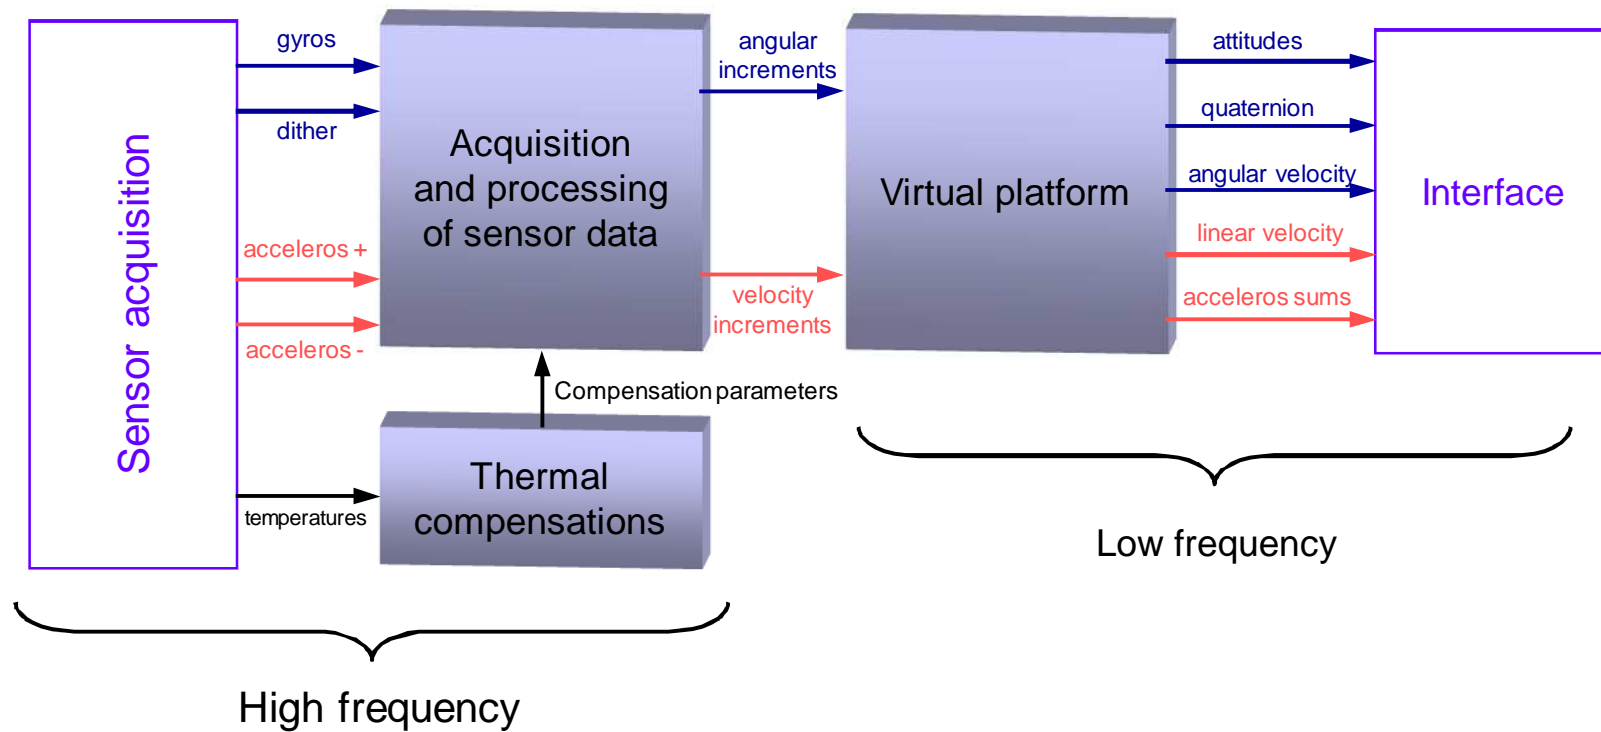 Sensor acquisition
gyros
dither
acceleros +
acceleros -
temperatures
Acquisition
and processing
of sensor data
Compensation parameters
Thermal
compensations
angular
increments
velocity
increments
Virtual platform
attitudes
quaternion
angular velocity
linear velocity
acceleros sums
Interface
High frequency
Low frequency